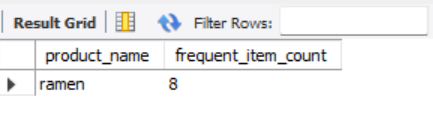 Result Grid Filter Rows:
product_name frequent_item_count
ramen 8